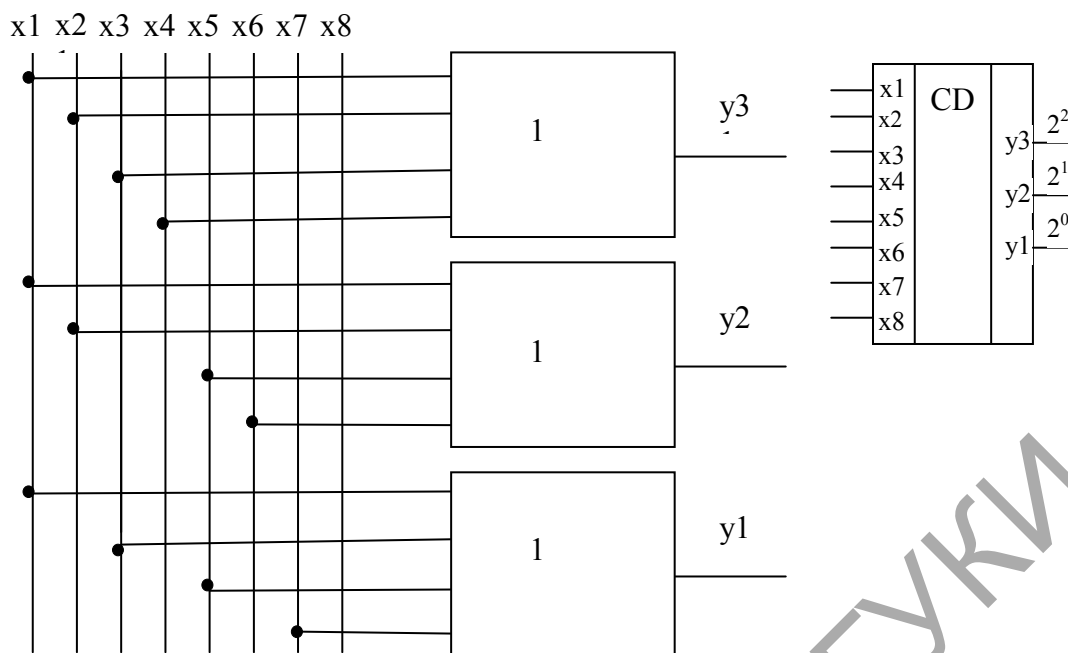 x1 x2 x3 x4 x5 x6 x7 x8
1
y3
1
y2
1
y1
CD
x1
x2
x3
x4
x5
x6
x7
x8
y3 2²
y2 2¹
y1 2⁰
ГУКИ